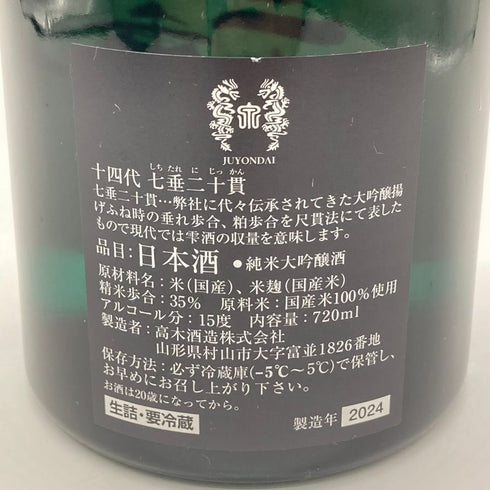 JUYONDAI
しち たれ に じっ かん
十四代 七垂二十貫
七垂二十貫…弊社に代々伝承されてきた大吟醸揚
げふね時の垂れ歩合、粕歩合を尺貫法にて表した
もので現代では雫酒の収量を意味します。
品目：日本酒 ●純米大吟醸酒
原材料名：米（国産）、米麹（国産米）
精米歩合：35％ 原料米：国産米100％使用
アルコール分：15度 内容量：720ml
製造者：高木酒造株式会社
山形県村山市大字富並1826番地
保存方法：必ず冷蔵庫（−5℃〜5℃）で保管し、
お早めにお召し上がり下さい。
お酒は20歳になってから。
生詰・要冷蔵
製造年 2024